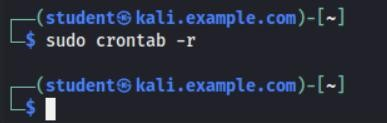 ┌──(student㉿kali.example.com)-[~]
└─$ sudo crontab -r
┌──(student㉿kali.example.com)-[~]
└─$